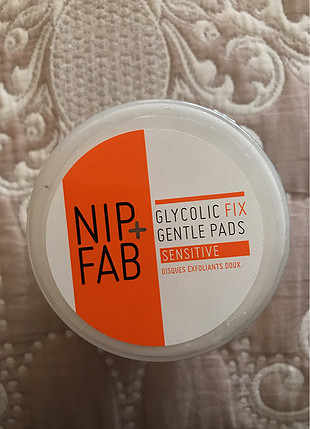 NIP+
FAB
GLYCOLIC FIX
GENTLE PADS
SENSITIVE
DISQUES EXFOLIANTS DOUX